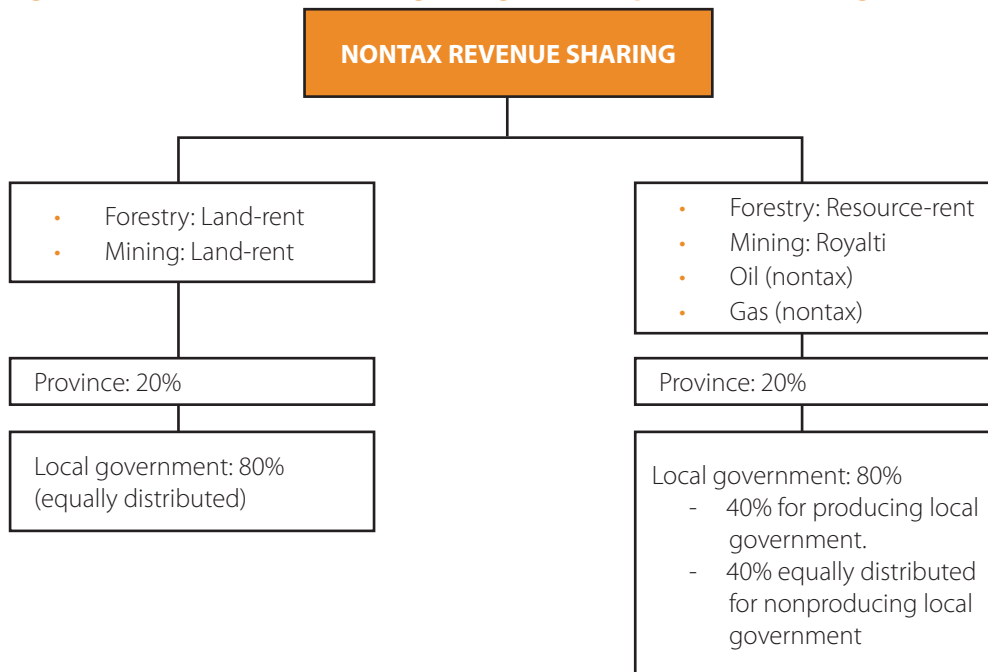 NONTAX REVENUE SHARING
• Forestry: Land-rent
• Mining: Land-rent
Province: 20%
Local government: 80%
(equally distributed)
• Forestry: Resource-rent
• Mining: Royalti
• Oil (nontax)
• Gas (nontax)
Province: 20%
Local government: 80%
- 40% for producing local
government.
- 40% equally distributed
for nonproducing local
government